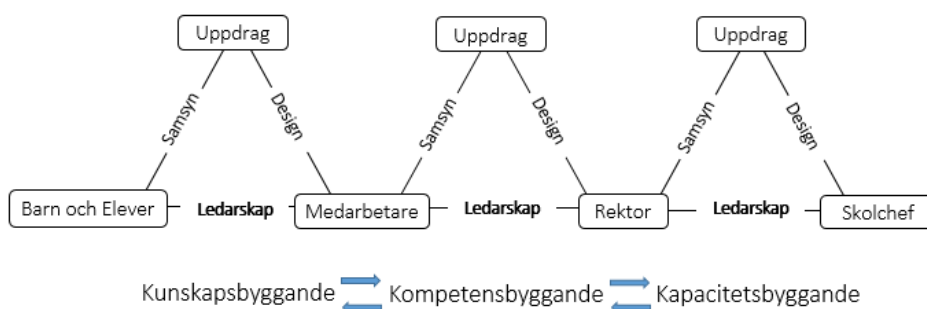 Uppdrag Uppdrag Uppdrag
Samsyn Design Samsyn Design Samsyn Design
Barn och Elever Ledarskap Medarbetare Ledarskap Rektor Ledarskap Skolchef
Kunskapsbyggande Kompetensbyggande Kapacitetsbyggande